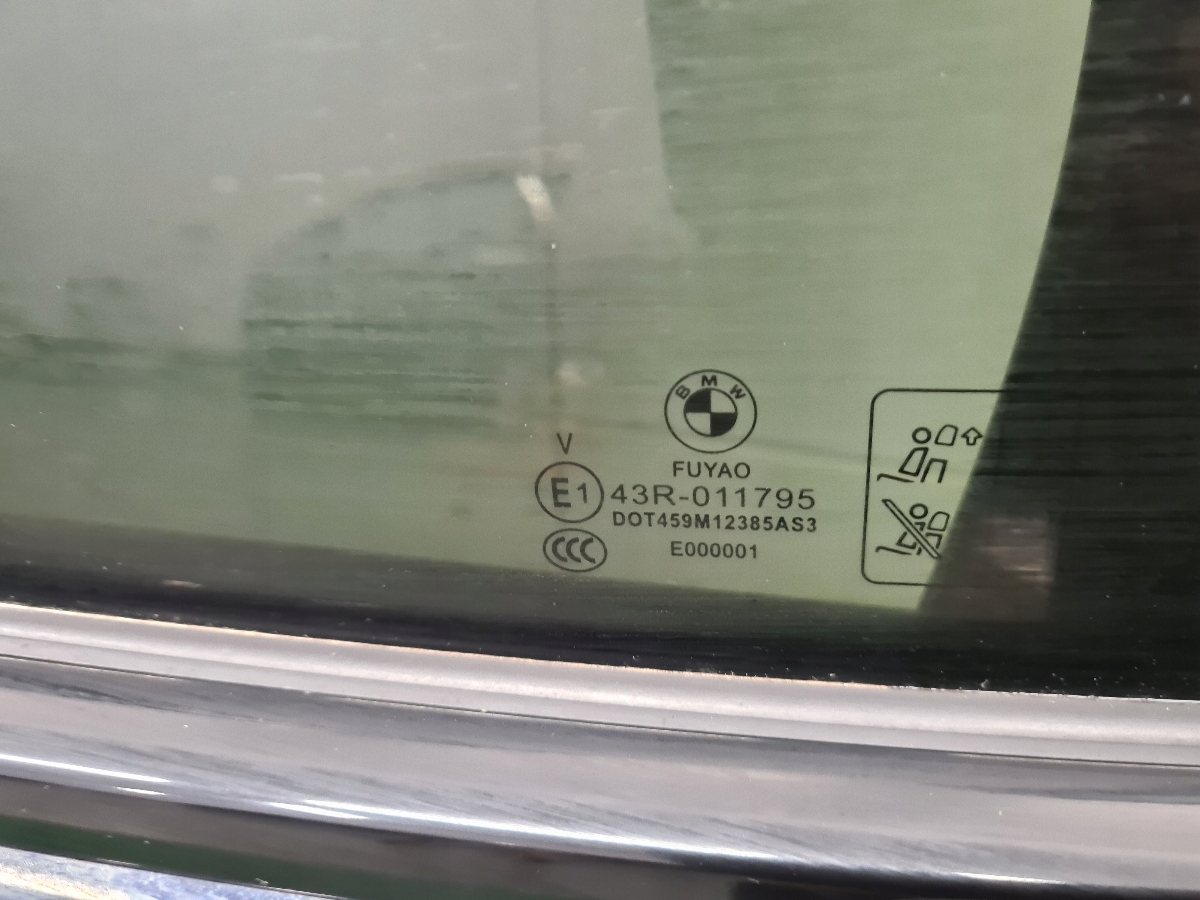 BMW
FUYAO
V
E1
43R-011795
DOT459M12385AS3
CCC
E000001